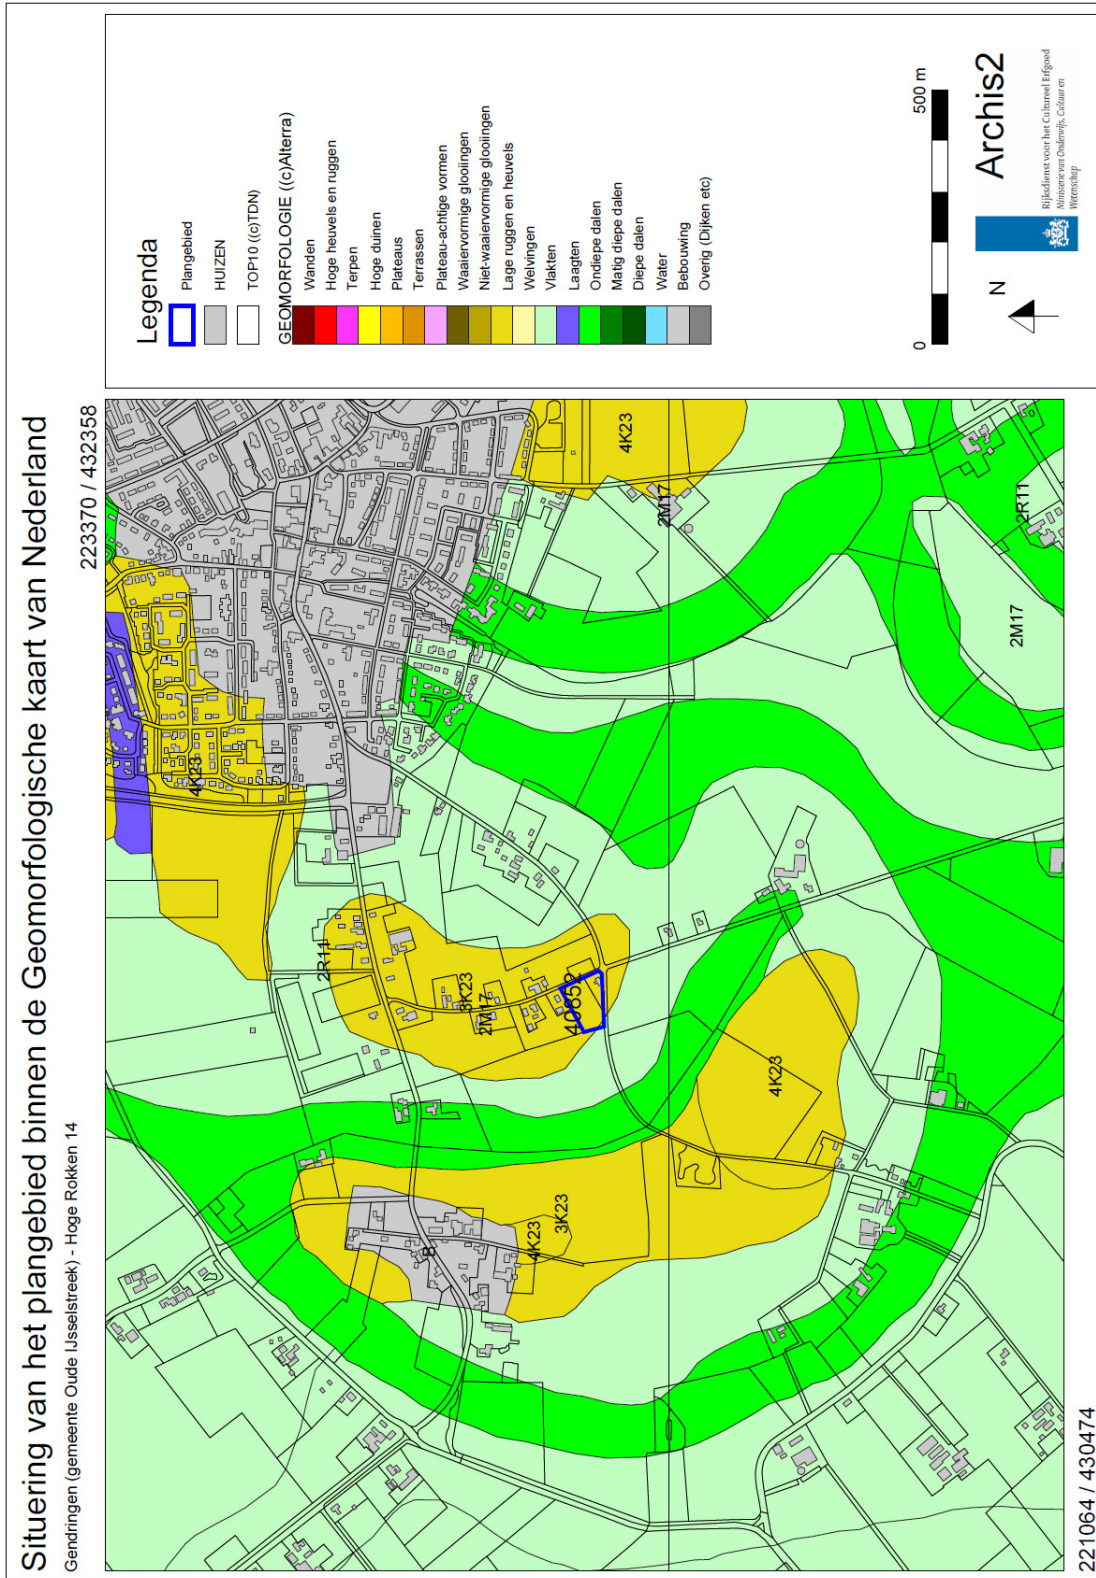 Situering van het plangebied binnen de Geomorfologische kaart van Nederland
Gendringen (gemeente Oude IJsselstreek) - Hoge Rokken 14
223370 / 432358
4K23
2R11
3K23
2M17
40652
4K23
2M17
2R11
2M17
4K23
B
4K23
3K23
221064 / 430474
Legenda
Plangebied
HUIZEN
TOP10 ((c)TDN)
GEOMORFOLOGIE ((c)Alterra)
Wanden
Hoge heuvels en ruggen
Terpen
Hoge duinen
Plateaus
Terrassen
Plateau-achtige vormen
Waaiervormige glooiingen
Niet-waaiervormige glooiingen
Lage ruggen en heuvels
Welvingen
Vlakten
Laagten
Ondiepe dalen
Matig diepe dalen
Diepe dalen
Water
Bebouwing
Overig (Dijken etc)
0
500 m
N
Archis2
Rijksdienst voor het Cultureel Erfgoed
Ministerie van Onderwijs, Cultuur en
Wetenschap